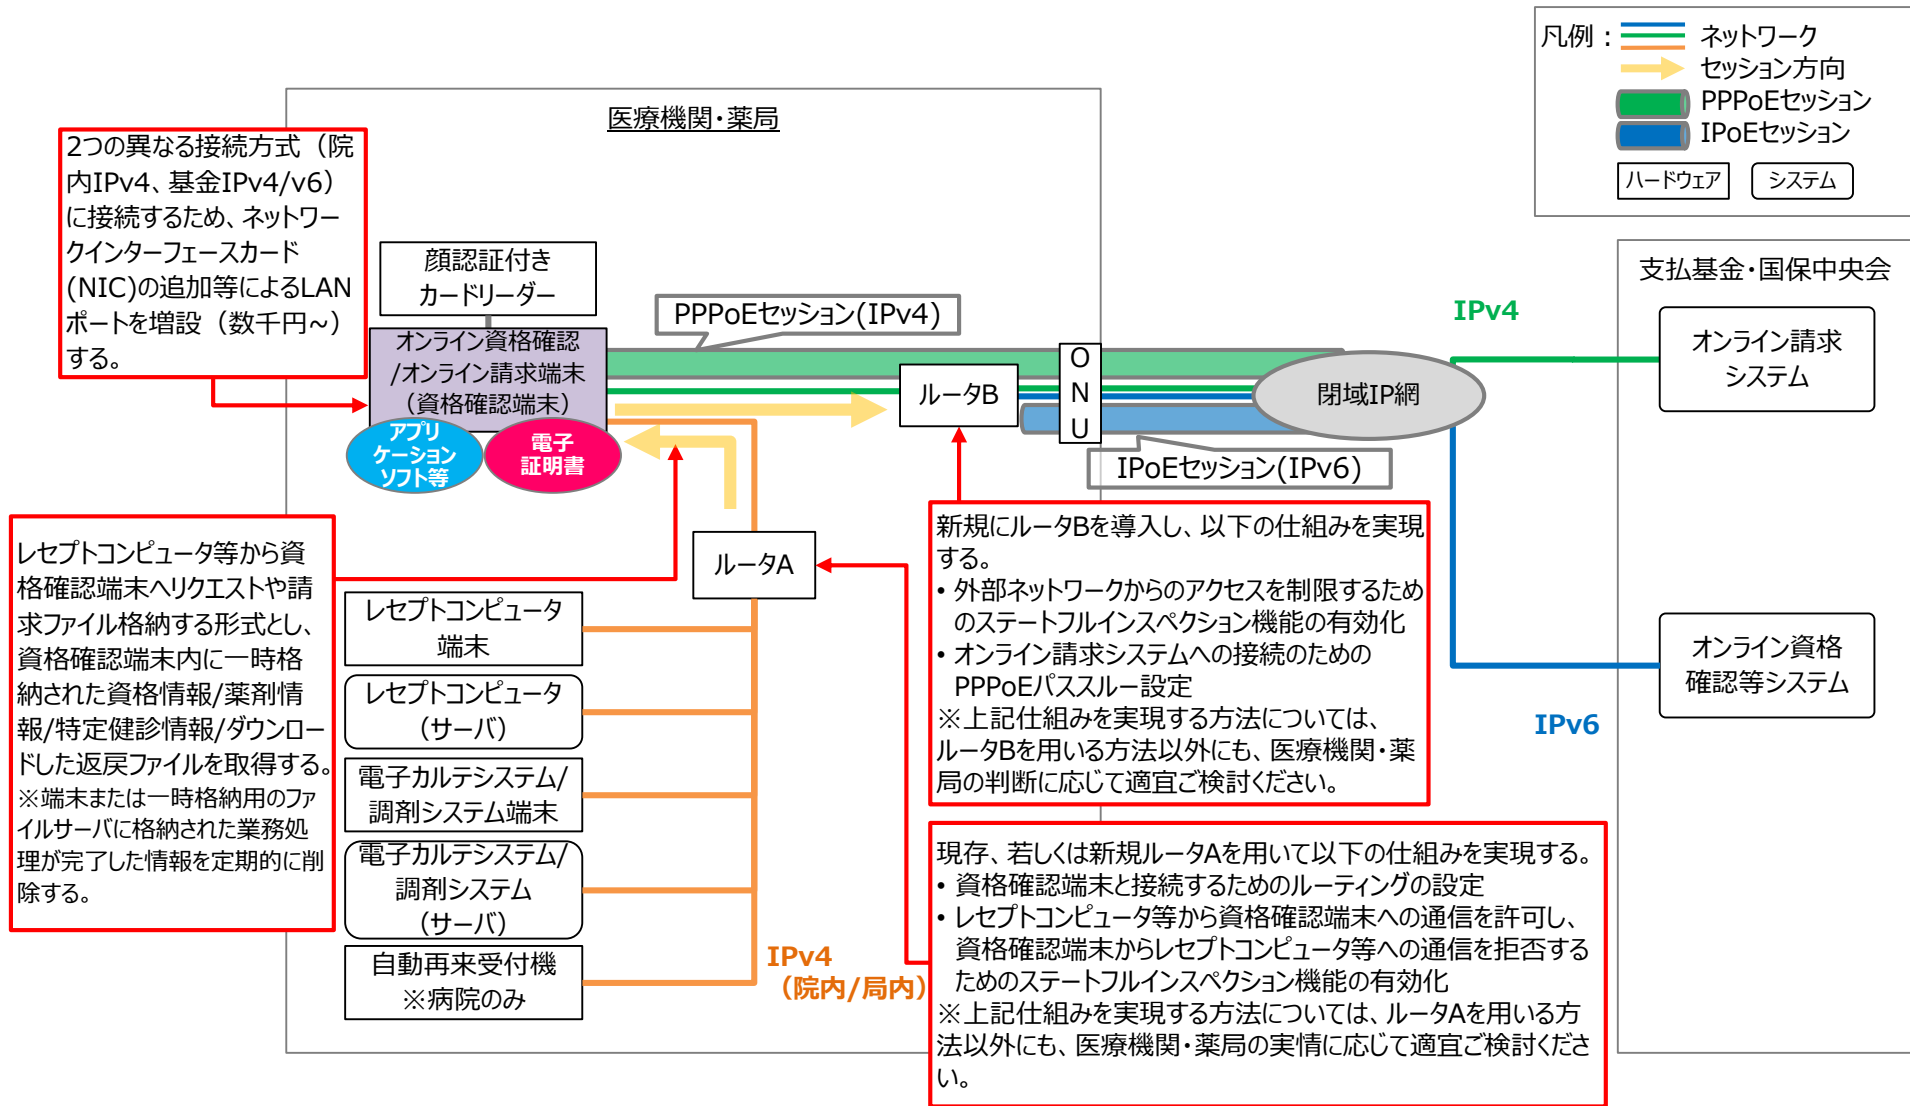 凡例：
ネットワーク
セッション方向
PPPoEセッション
IPoEセッション
ハードウェア
システム
医療機関・薬局
2つの異なる接続方式（院
内IPv4、基金IPv4/v6）
に接続するため、ネットワー
クインターフェースカード
(NIC)の追加等によるLAN
ポートを増設（数千円~）
する。
顔認証付き
カードリーダー
オンライン資格確認
/オンライン請求端末
（資格確認端末）
アプリ
ケーション
ソフト等
電子
証明書
PPPoEセッション(IPv4)
ルータB
O
N
U
閉域IP網
IPoEセッション(IPv6)
IPv4
支払基金・国保中央会
オンライン請求
システム
オンライン資格
確認等システム
IPv6
レセプトコンピュータ等から資
格確認端末へリクエストや請
求ファイル格納する形式とし、
資格確認端末内に一時格
納された資格情報/薬剤情
報/特定健診情報/ダウンロー
ドした返戻ファイルを取得する。
※端末または一時格納用のファ
イルサーバに格納された業務処
理が完了した情報を定期的に削
除する。
ルータA
レセプトコンピュータ
端末
レセプトコンピュータ
（サーバ）
電子カルテシステム/
調剤システム端末
電子カルテシステム/
調剤システム
（サーバ）
自動再来受付機
※病院のみ
IPv4
（院内/局内）
新規にルータBを導入し、以下の仕組みを実現
する。
• 外部ネットワークからのアクセスを制限するため
のステートフルインスペクション機能の有効化
• オンライン請求システムへの接続のための
PPPoEパススルー設定
※上記仕組みを実現する方法については、
ルータBを用いる方法以外にも、医療機関・薬
局の判断に応じて適宜ご検討ください。
現存、若しくは新規ルータAを用いて以下の仕組みを実現する。
• 資格確認端末と接続するためのルーティングの設定
• レセプトコンピュータ等から資格確認端末への通信を許可し、
資格確認端末からレセプトコンピュータ等への通信を拒否する
ためのステートフルインスペクション機能の有効化
※上記仕組みを実現する方法については、ルータAを用いる方
法以外にも、医療機関・薬局の実情に応じて適宜ご検討くださ
い。